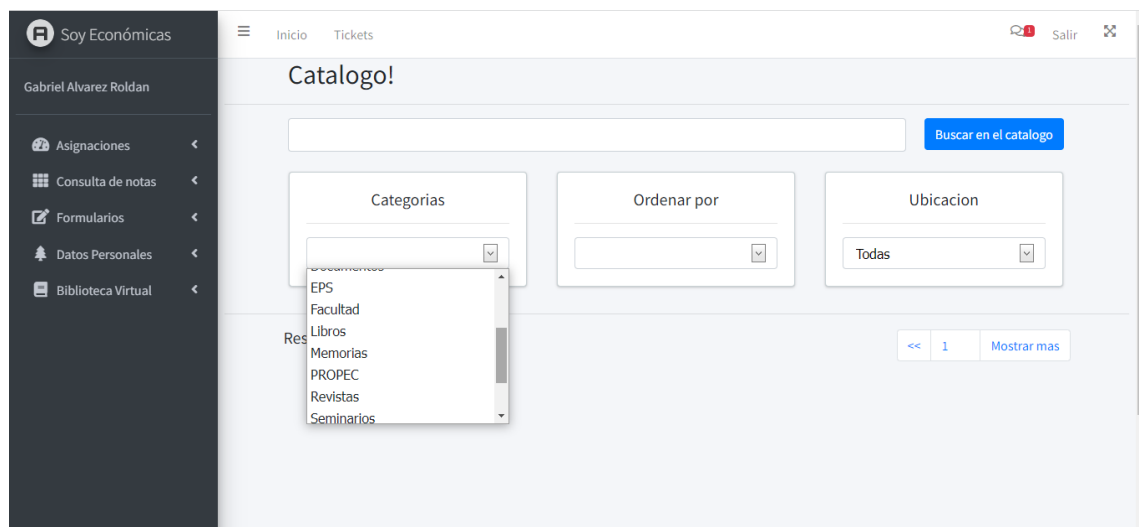 Soy Económicas
Inicio Tickets
1
Salir
Gabriel Alvarez Roldan
Asignaciones
Consulta de notas
Formularios
Datos Personales
Biblioteca Virtual
Catalogo!
Buscar en el catalogo
Categorias
Documentos
EPS
Facultad
Libros
Memorias
PROPEC
Revistas
Seminarios
Ordenar por
Ubicacion
Todas
Res
<< 1 Mostrar mas